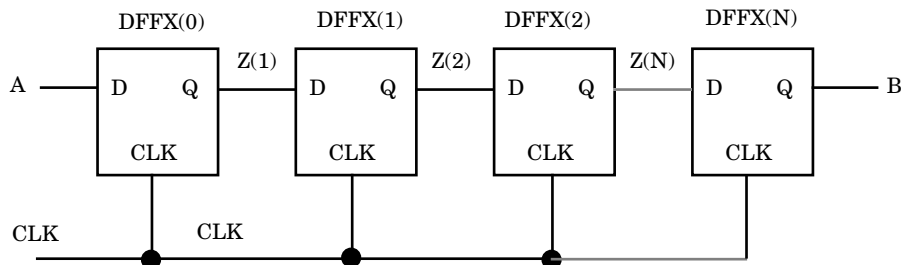 DFFX(0) DFFX(1) DFFX(2) DFFX(N)
A D Q Z(1) D Q Z(2) D Q Z(N) D Q B
CLK CLK CLK CLK
CLK CLK